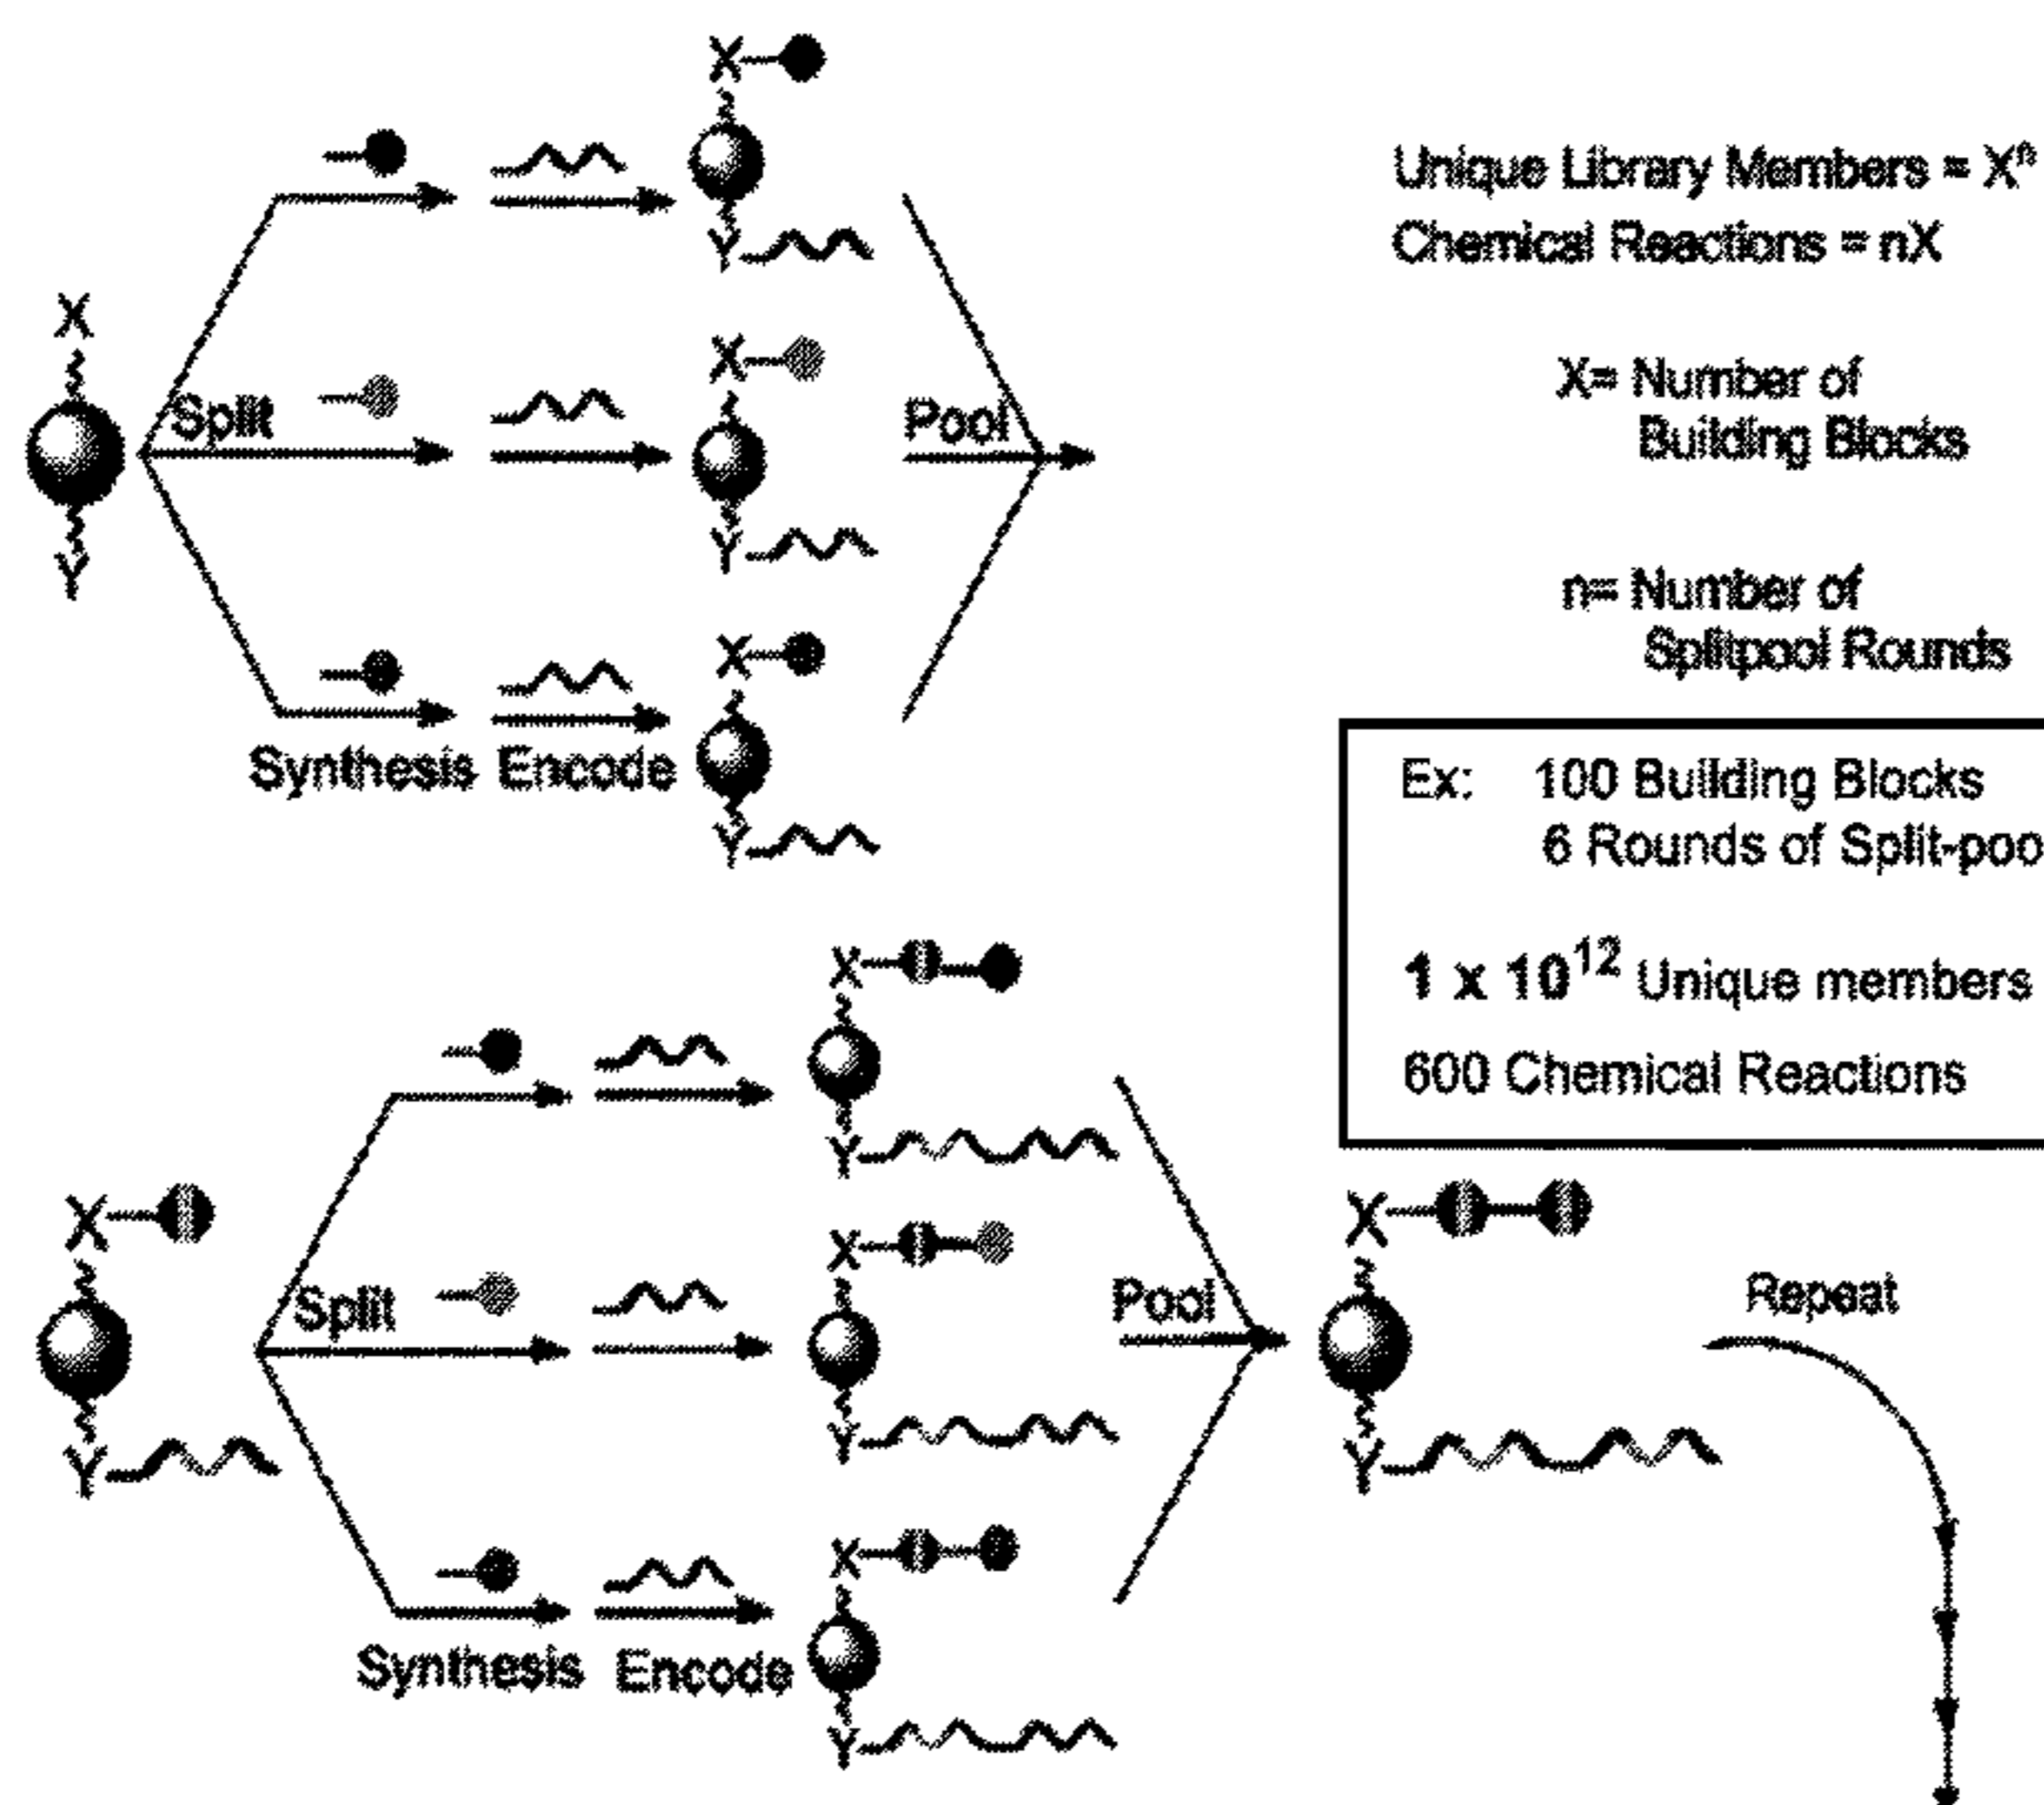 X
Y
Split
X
Y
X
Y
X
Y
Synthesis Encode
Pool
Unique Library Members = Xⁿ
Chemical Reactions = nX
X= Number of
Building Blocks
n= Number of
Splitpool Rounds
Ex: 100 Building Blocks
6 Rounds of Split-poo
1 x 10¹² Unique members
600 Chemical Reactions
X
Y
Split
X
Y
X
Y
X
Y
Synthesis Encode
Pool
X
Y
Repeat